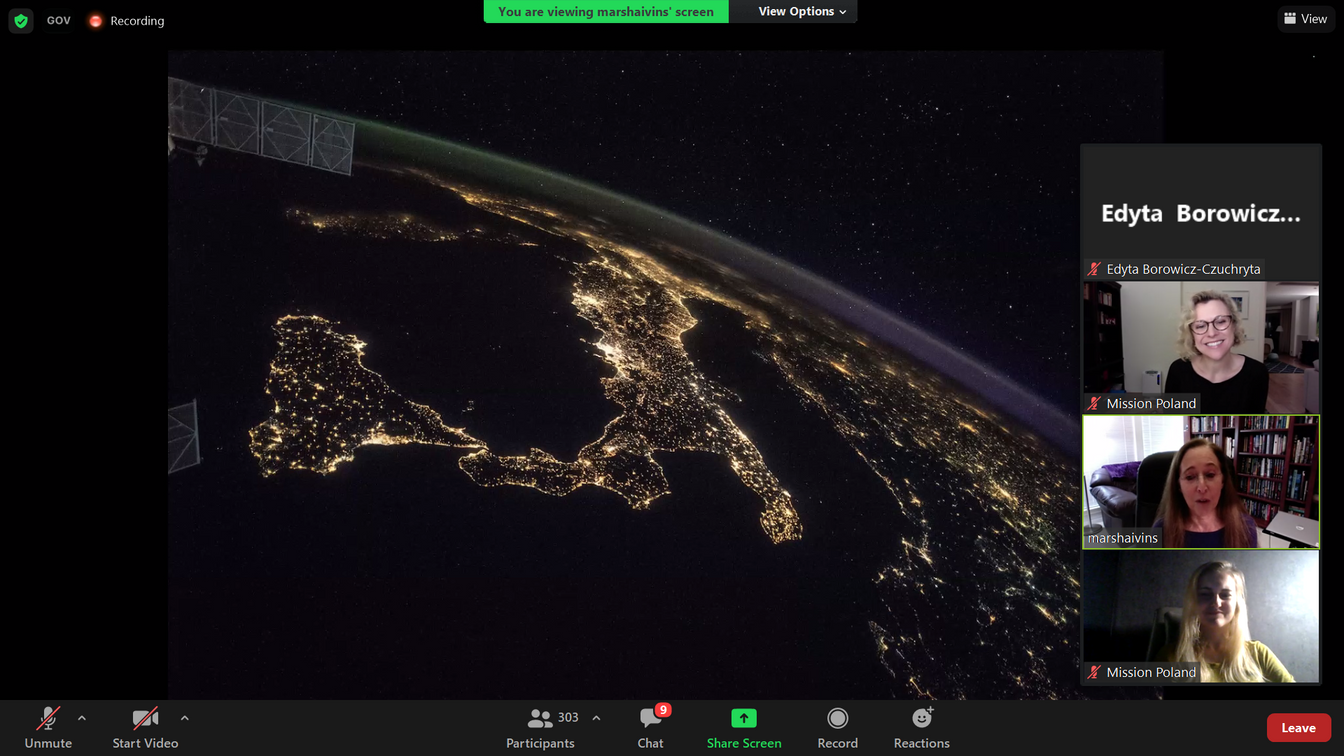 GOV
Recording
You are viewing marshaivins' screen
View Options
View
Edyta Borowicz...
Edyta Borowicz-Czuchryta
Mission Poland
marshaivins
Mission Poland
Unmute
Start Video
303
Participants
9
Chat
Share Screen
Record
Reactions
Leave